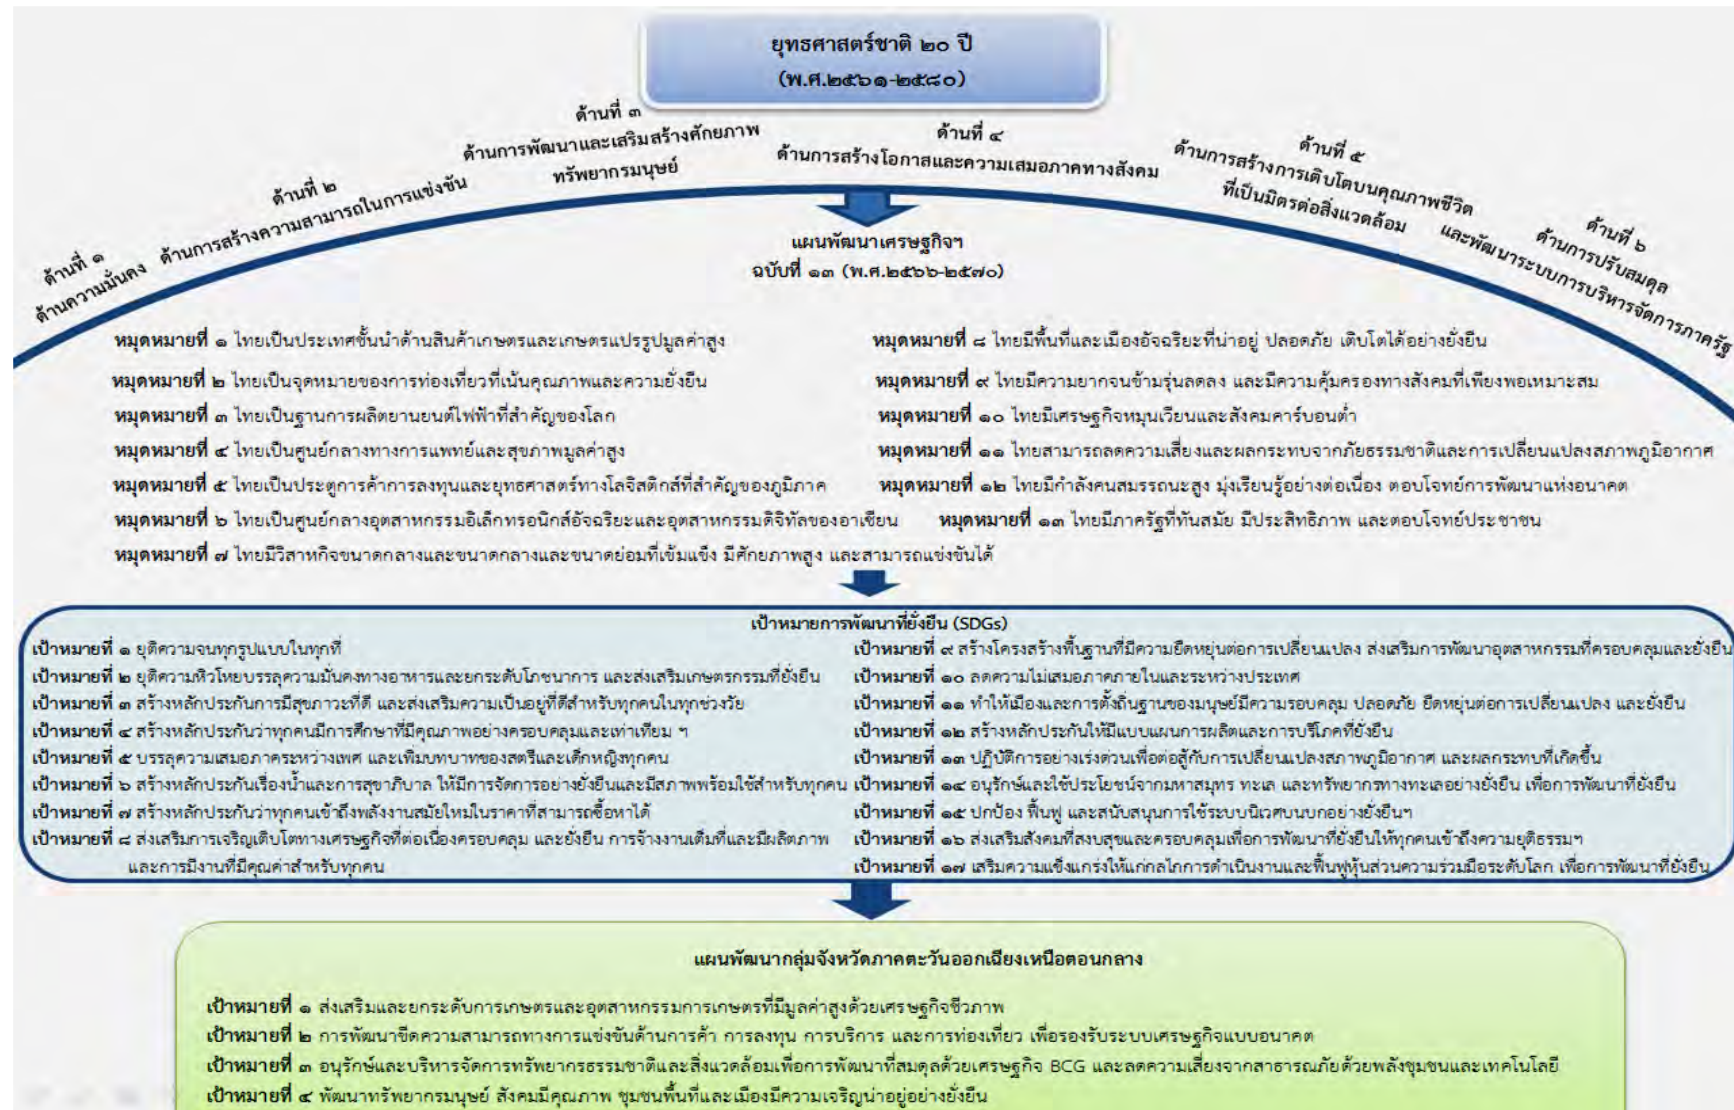 ยุทธศาสตร์ชาติ ๒๐ ปี
(พ.ศ.๒๕๖๑-๒๕๘๐)
ด้านที่ ๑
ด้านความมั่นคง
ด้านที่ ๒
ด้านการสร้างความสามารถในการแข่งขัน
ด้านที่ ๓
ด้านการพัฒนาและเสริมสร้างศักยภาพ
ทรัพยากรมนุษย์
ด้านที่ ๔
ด้านการสร้างโอกาสและความเสมอภาคทางสังคม
ด้านที่ ๕
ด้านการสร้างการเติบโตบนคุณภาพชีวิต
ที่เป็นมิตรต่อสิ่งแวดล้อม
ด้านที่ ๖
ด้านการปรับสมดุล
และพัฒนาระบบการบริหารจัดการภาครัฐ
แผนพัฒนาเศรษฐกิจฯ
ฉบับที่ ๑๓ (พ.ศ.๒๕๖๖-๒๕๗๐)
หมุดหมายที่ ๑ ไทยเป็นประเทศชั้นนำด้านสินค้าเกษตรและเกษตรแปรรูปมูลค่าสูง
หมุดหมายที่ ๒ ไทยเป็นจุดหมายของการท่องเที่ยวที่เน้นคุณภาพและความยั่งยืน
หมุดหมายที่ ๓ ไทยเป็นฐานการผลิตยานยนต์ไฟฟ้าที่สำคัญของโลก
หมุดหมายที่ ๔ ไทยเป็นศูนย์กลางทางการแพทย์และสุขภาพมูลค่าสูง
หมุดหมายที่ ๕ ไทยเป็นประตูการค้าการลงทุนและยุทธศาสตร์ทางโลจิสติกส์ที่สำคัญของภูมิภาค
หมุดหมายที่ ๖ ไทยเป็นศูนย์กลางอุตสาหกรรมอิเล็กทรอนิกส์อัจฉริยะและอุตสาหกรรมดิจิทัลของอาเซียน
หมุดหมายที่ ๗ ไทยมีวิสาหกิจขนาดกลางและขนาดกลางและขนาดย่อมที่เข้มแข็ง มีศักยภาพสูง และสามารถแข่งขันได้
หมุดหมายที่ ๘ ไทยมีพื้นที่และเมืองอัจฉริยะที่น่าอยู่ ปลอดภัย เติบโตได้อย่างยั่งยืน
หมุดหมายที่ ๙ ไทยมีความยากจนข้ามรุ่นลดลง และมีความคุ้มครองทางสังคมที่เพียงพอเหมาะสม
หมุดหมายที่ ๑๐ ไทยมีเศรษฐกิจหมุนเวียนและสังคมคาร์บอนต่ำ
หมุดหมายที่ ๑๑ ไทยสามารถลดความเสี่ยงและผลกระทบจากภัยธรรมชาติและการเปลี่ยนแปลงสภาพภูมิอากาศ
หมุดหมายที่ ๑๒ ไทยมีกำลังคนสมรรถนะสูง มุ่งเรียนรู้อย่างต่อเนื่อง ตอบโจทย์การพัฒนาแห่งอนาคต
หมุดหมายที่ ๑๓ ไทยมีภาครัฐที่ทันสมัย มีประสิทธิภาพ และตอบโจทย์ประชาชน
เป้าหมายการพัฒนาที่ยั่งยืน (SDGs)
เป้าหมายที่ ๑ ยุติความจนทุกรูปแบบในทุกที่
เป้าหมายที่ ๒ ยุติความหิวโหยบรรลุความมั่นคงทางอาหารและยกระดับโภชนาการ และส่งเสริมเกษตรกรรมที่ยั่งยืน
เป้าหมายที่ ๓ สร้างหลักประกันการมีสุขภาวะที่ดี และส่งเสริมความเป็นอยู่ที่ดีสำหรับทุกคนในทุกช่วงวัย
เป้าหมายที่ ๔ สร้างหลักประกันว่าทุกคนมีการศึกษาที่มีคุณภาพอย่างครอบคลุมและเท่าเทียม ฯ
เป้าหมายที่ ๕ บรรลุความเสมอภาคระหว่างเพศ และเพิ่มบทบาทของสตรีและเด็กหญิงทุกคน
เป้าหมายที่ ๖ สร้างหลักประกันเรื่องน้ำและการสุขาภิบาล ให้มีการจัดการอย่างยั่งยืนและมีสภาพพร้อมใช้สำหรับทุกคน
เป้าหมายที่ ๗ สร้างหลักประกันว่าทุกคนเข้าถึงพลังงานสมัยใหม่ในราคาที่สามารถซื้อหาได้
เป้าหมายที่ ๘ ส่งเสริมการเจริญเติบโตทางเศรษฐกิจที่ต่อเนื่องครอบคลุม และยั่งยืน การจ้างงานเต็มที่และมีผลิตภาพ
และการมีงานที่มีคุณค่าสำหรับทุกคน
เป้าหมายที่ ๙ สร้างโครงสร้างพื้นฐานที่มีความยืดหยุ่นต่อการเปลี่ยนแปลง ส่งเสริมการพัฒนาอุตสาหกรรมที่ครอบคลุมและยั่งยืน
เป้าหมายที่ ๑๐ ลดความไม่เสมอภาคภายในและระหว่างประเทศ
เป้าหมายที่ ๑๑ ทำให้เมืองและการตั้งถิ่นฐานของมนุษย์มีความรอบคลุม ปลอดภัย ยืดหยุ่นต่อการเปลี่ยนแปลง และยั่งยืน
เป้าหมายที่ ๑๒ สร้างหลักประกันให้มีแบบแผนการผลิตและการบริโภคที่ยั่งยืน
เป้าหมายที่ ๑๓ ปฏิบัติการอย่างเร่งด่วนเพื่อต่อสู้กับการเปลี่ยนแปลงสภาพภูมิอากาศ และผลกระทบที่เกิดขึ้น
เป้าหมายที่ ๑๔ อนุรักษ์และใช้ประโยชน์จากมหาสมุทร ทะเล และทรัพยากรทางทะเลอย่างยั่งยืน เพื่อการพัฒนาที่ยั่งยืน
เป้าหมายที่ ๑๕ ปกป้อง ฟื้นฟู และสนับสนุนการใช้ระบบนิเวศบนบกอย่างยั่งยืนฯ
เป้าหมายที่ ๑๖ ส่งเสริมสังคมที่สงบสุขและครอบคลุมเพื่อการพัฒนาที่ยั่งยืนให้ทุกคนเข้าถึงความยุติธรรมฯ
เป้าหมายที่ ๑๗ เสริมความแข็งแกร่งให้แก่กลไกการดำเนินงานและฟื้นฟูหุ้นส่วนความร่วมมือระดับโลก เพื่อการพัฒนาที่ยั่งยืน
แผนพัฒนากลุ่มจังหวัดภาคตะวันออกเฉียงเหนือตอนกลาง
เป้าหมายที่ ๑ ส่งเสริมและยกระดับการเกษตรและอุตสาหกรรมการเกษตรที่มีมูลค่าสูงด้วยเศรษฐกิจชีวภาพ
เป้าหมายที่ ๒ การพัฒนาขีดความสามารถทางการแข่งขันด้านการค้า การลงทุน การบริการ และการท่องเที่ยว เพื่อรองรับระบบเศรษฐกิจแบบอนาคต
เป้าหมายที่ ๓ อนุรักษ์และบริหารจัดการทรัพยากรธรรมชาติและสิ่งแวดล้อมเพื่อการพัฒนาที่สมดุลด้วยเศรษฐกิจ BCG และลดความเสี่ยงจากสาธารณภัยด้วยพลังชุมชนและเทคโนโลยี
เป้าหมายที่ ๔ พัฒนาทรัพยากรมนุษย์ สังคมมีคุณภาพ ชุมชนพื้นที่และเมืองมีความเจริญน่าอยู่อย่างยั่งยืน